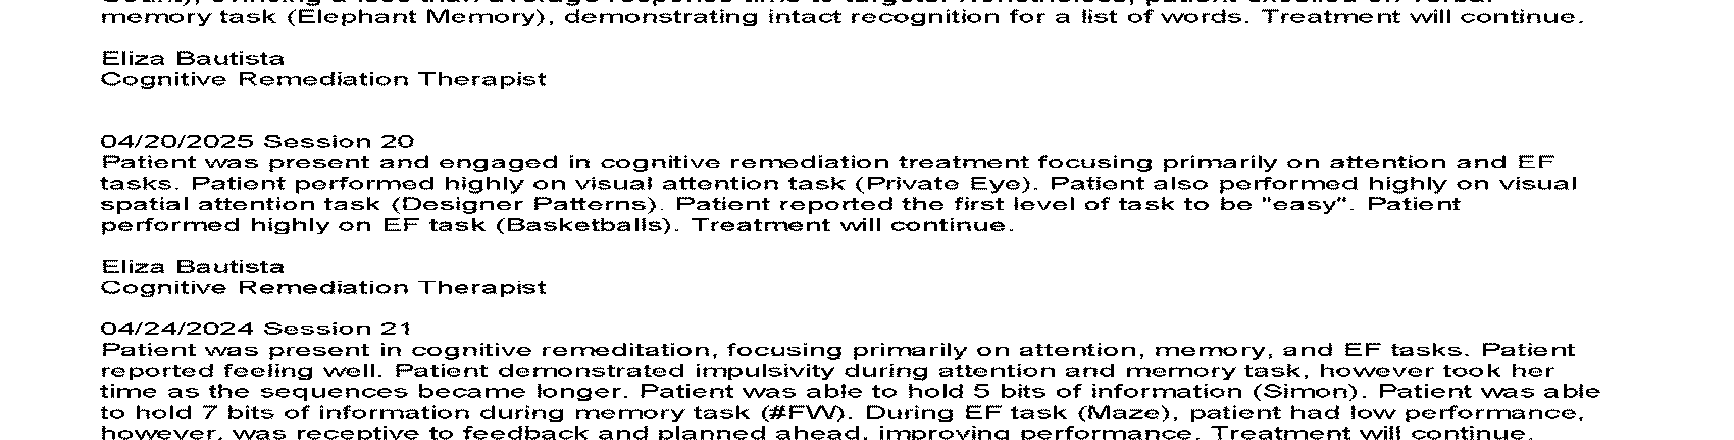 memory task (Elephant Memory), demonstrating intact recognition for a list of words. Treatment will continue.
Eliza Bautista
Cognitive Remediation Therapist
04/20/2025 Session 20
Patient was present and engaged in cognitive remediation treatment focusing primarily on attention and EF
tasks. Patient performed highly on visual attention task (Private Eye). Patient also performed highly on visual
spatial attention task (Designer Patterns). Patient reported the first level of task to be "easy". Patient
performed highly on EF task (Basketballs). Treatment will continue.
Eliza Bautista
Cognitive Remediation Therapist
04/24/2024 Session 21
Patient was present in cognitive remeditation, focusing primarily on attention, memory, and EF tasks. Patient
reported feeling well. Patient demonstrated impulsivity during attention and memory task, however took her
time as the sequences became longer. Patient was able to hold 5 bits of information (Simon). Patient was able
to hold 7 bits of information during memory task (#FW). During EF task (Maze), patient had low performance,
however, was receptive to feedback and planned ahead, improving performance. Treatment will continue.